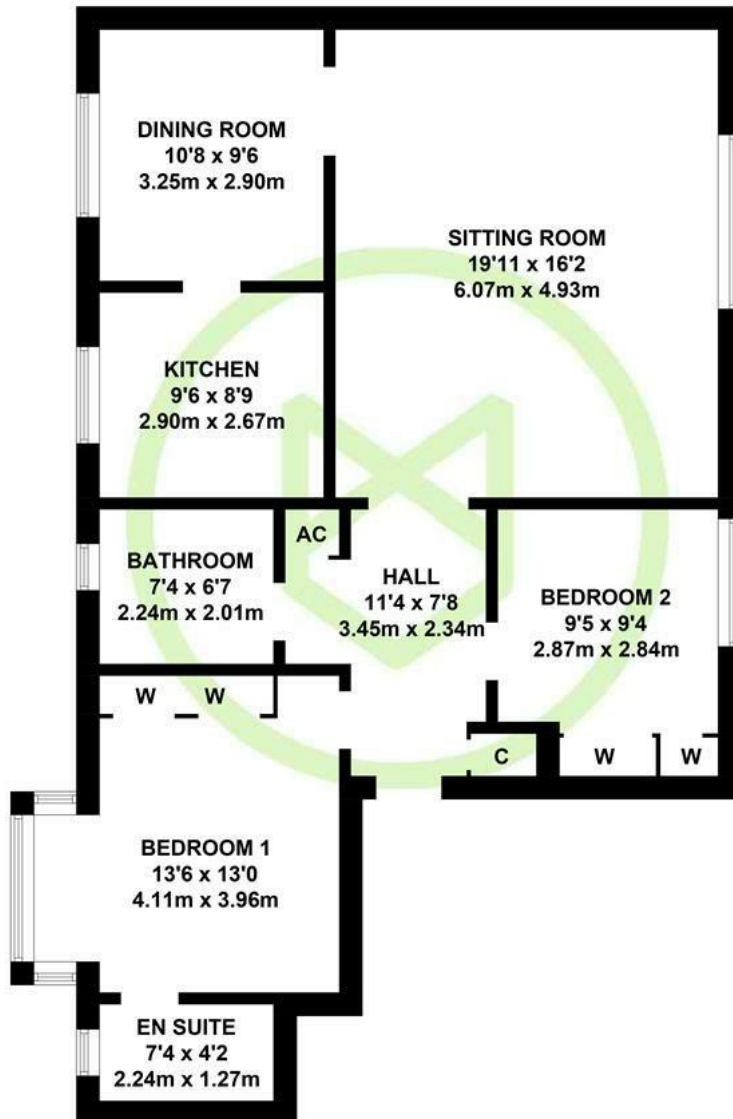 DINING ROOM
10'8 x 9'6
3.25m x 2.90m
SITTING ROOM
19'11 x 16'2
6.07m x 4.93m
KITCHEN
9'6 x 8'9
2.90m x 2.67m
AC
BATHROOM
7'4 x 6'7
2.24m x 2.01m
HALL
11'4 x 7'8
3.45m x 2.34m
BEDROOM 2
9'5 x 9'4
2.87m x 2.84m
W W
C
W W
BEDROOM 1
13'6 x 13'0
4.11m x 3.96m
EN SUITE
7'4 x 4'2
2.24m x 1.27m